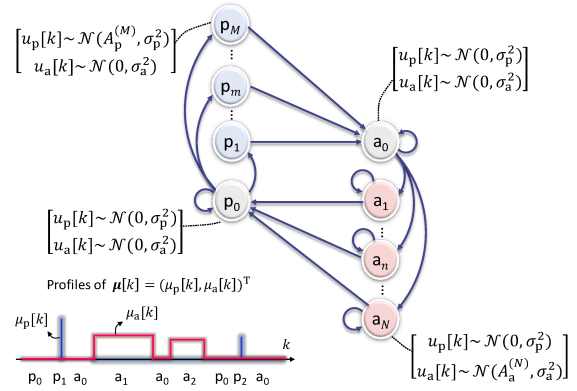 [u_p[k]~ 𝒩(A_p^(M), σ_p^2)
u_a[k]~ 𝒩(0, σ_a^2)]
p_M
⋮
p_m
⋮
p_1
[u_p[k]~ 𝒩(0, σ_p^2)
u_a[k]~ 𝒩(0, σ_a^2)]
a_0
[u_p[k]~ 𝒩(0, σ_p^2)
u_a[k]~ 𝒩(0, σ_a^2)]
p_0
a_1
a_n
⋮
a_N
[u_p[k]~ 𝒩(0, σ_p^2)
u_a[k]~ 𝒩(A_a^(N), σ_a^2)]
Profiles of μ[k] = (μ_p[k], μ_a[k])^T
μ_p[k]
μ_a[k]
k
p_0 p_1 a_0 a_1 a_0 a_2 p_0 p_2 a_0